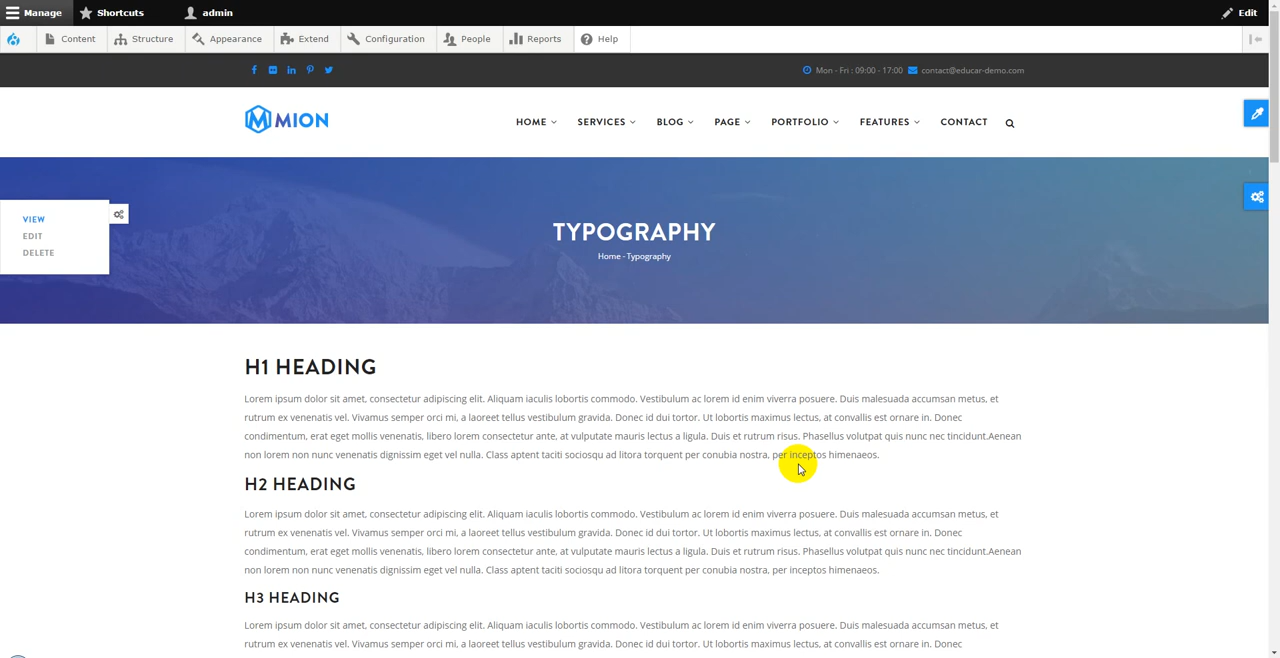 Manage Shortcuts admin Edit
Content Structure Appearance Extend Configuration People Reports Help
Mon - Fri : 09:00 - 17:00 contact@educar-demo.com
MION
HOME SERVICES BLOG PAGE PORTFOLIO FEATURES CONTACT
VIEW
EDIT
DELETE
TYPOGRAPHY
Home - Typography
H1 HEADING
Lorem ipsum dolor sit amet, consectetur adipiscing elit. Aliquam iaculis lobortis commodo. Vestibulum ac lorem id enim viverra posuere. Duis malesuada accumsan metus, et
rutrum ex venenatis vel. Vivamus semper orci mi, a laoreet tellus vestibulum gravida. Donec id dui tortor. Ut lobortis maximus lectus, at convallis est ornare in. Donec
condimentum, erat eget mollis venenatis, libero lorem consectetur ante, at vulputate mauris lectus a ligula. Duis et rutrum risus. Phasellus volutpat quis nunc nec tincidunt.Aenean
non lorem non nunc venenatis dignissim eget vel nulla. Class aptent taciti sociosqu ad litora torquent per conubia nostra, per inceptos himenaeos.
H2 HEADING
Lorem ipsum dolor sit amet, consectetur adipiscing elit. Aliquam iaculis lobortis commodo. Vestibulum ac lorem id enim viverra posuere. Duis malesuada accumsan metus, et
rutrum ex venenatis vel. Vivamus semper orci mi, a laoreet tellus vestibulum gravida. Donec id dui tortor. Ut lobortis maximus lectus, at convallis est ornare in. Donec
condimentum, erat eget mollis venenatis, libero lorem consectetur ante, at vulputate mauris lectus a ligula. Duis et rutrum risus. Phasellus volutpat quis nunc nec tincidunt.Aenean
non lorem non nunc venenatis dignissim eget vel nulla. Class aptent taciti sociosqu ad litora torquent per conubia nostra, per inceptos himenaeos.
H3 HEADING
Lorem ipsum dolor sit amet, consectetur adipiscing elit. Aliquam iaculis lobortis commodo. Vestibulum ac lorem id enim viverra posuere. Duis malesuada accumsan metus, et
rutrum ex venenatis vel. Vivamus semper orci mi, a laoreet tellus vestibulum gravida. Donec id dui tortor. Ut lobortis maximus lectus, at convallis est ornare in. Donec